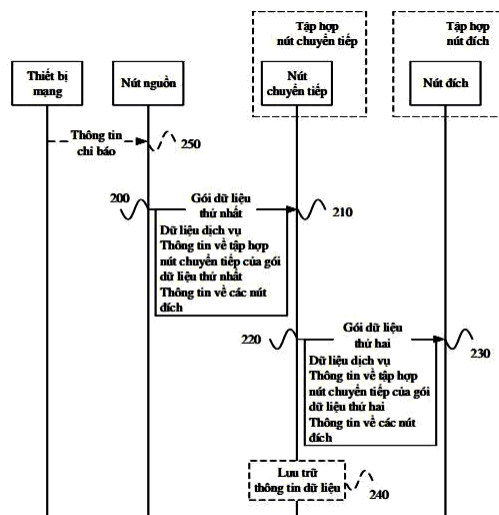 Tập hợp
nút chuyển tiếp
Tập hợp
nút đích
Thiết bị
mạng
Nút nguồn
Nút
chuyển tiếp
Nút đích
Thông tin
chỉ báo
250
200
Gói dữ liệu
thứ nhất
210
Dữ liệu dịch vụ
Thông tin về tập hợp
nút chuyển tiếp của gói
dữ liệu thứ nhất
Thông tin về các nút
đích
220
Gói dữ liệu
thứ hai
230
Dữ liệu dịch vụ
Thông tin về tập hợp
nút chuyển tiếp của gói
dữ liệu thứ hai
Thông tin về các nút
đích
Lưu trữ
thông tin dữ liệu
240